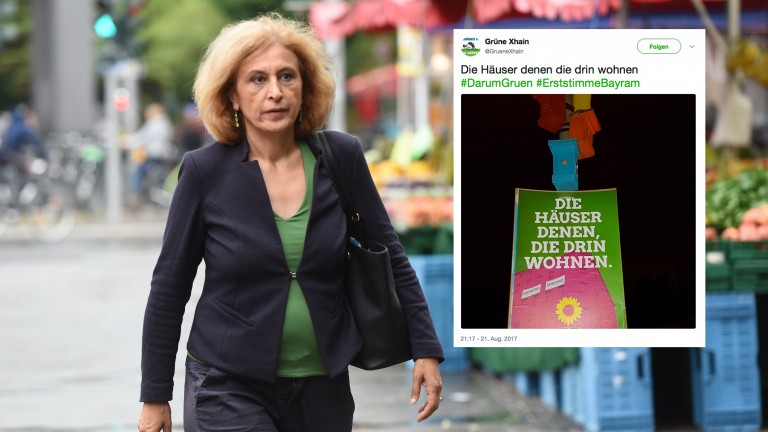 Grüne Xhain
@GrueneXhain
Folgen
Die Häuser denen die drin wohnen
#DarumGruen #ErststimmeBayram
DIE
HÄUSER
DENEN,
DIE DRIN
WOHNEN.
21:17 - 21. Aug. 2017